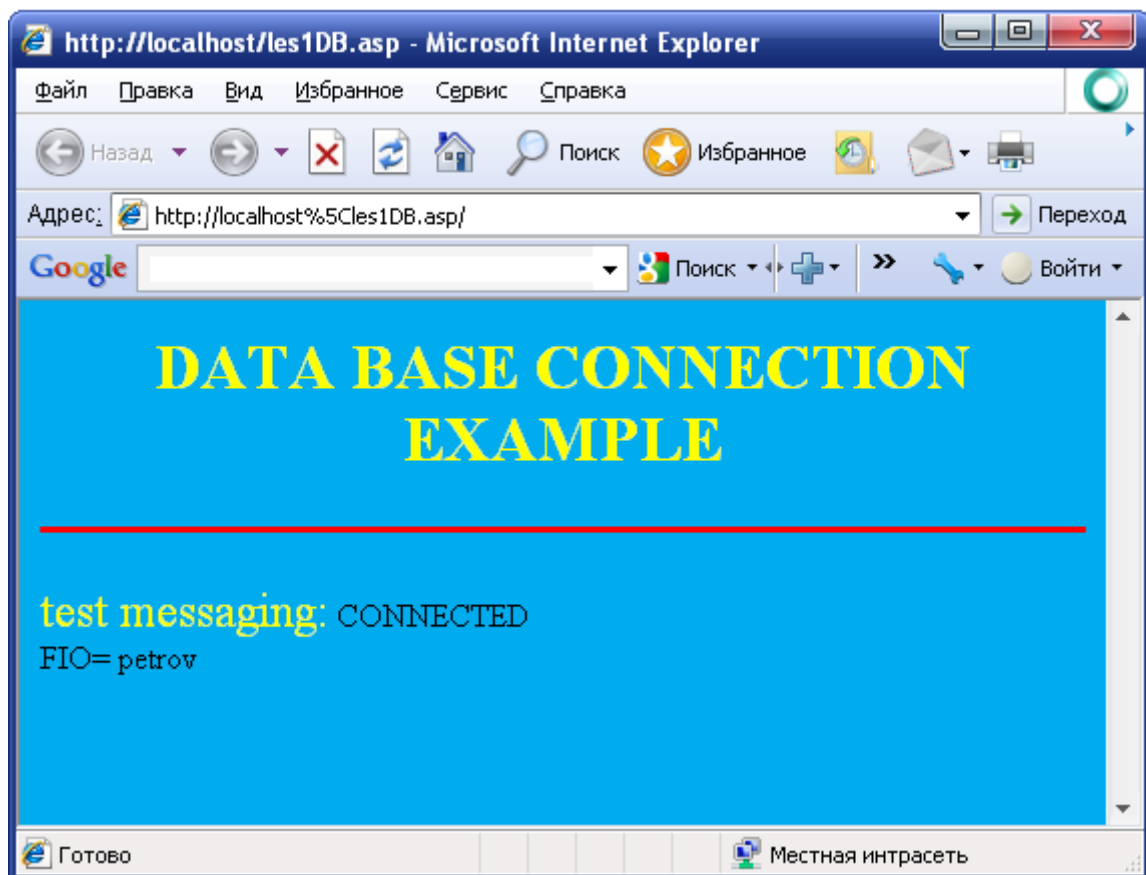 http://localhost/les1DB.asp - Microsoft Internet Explorer
Файл Правка Вид Избранное Сервис Справка
Назад Поиск Избранное
Адрес: http://localhost%5Cles1DB.asp/ Переход
Google Поиск Войти
DATA BASE CONNECTION
EXAMPLE
test messaging: CONNECTED
FIO= petrov
Готово Местная интрасеть